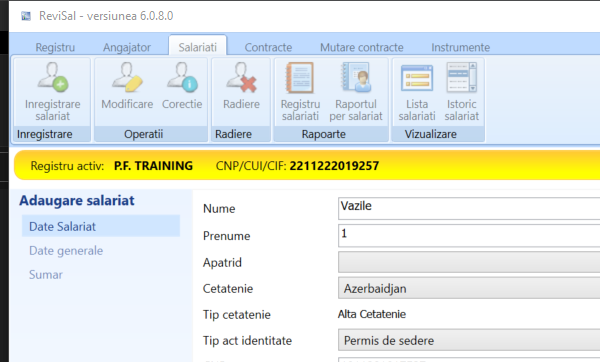 ReviSal - versiunea 6.0.8.0
Registru Angajator Salariati Contracte Mutare contracte Instrumente
Inregistrare salariat Modificare Corectie Radiere Registru salariati Raportul per salariat Lista salariati Istoric salariat
Inregistrare Operatii Radiere Rapoarte Vizualizare
Registru activ: P.F. TRAINING CNP/CUI/CIF: 2211222019257
Adaugare salariat
Date Salariat
Date generale
Sumar
Nume Vazile
Prenume 1
Apatrid
Cetatenie Azerbaidjan
Tip cetatenie Alta Cetatenie
Tip act identitate Permis de sedere